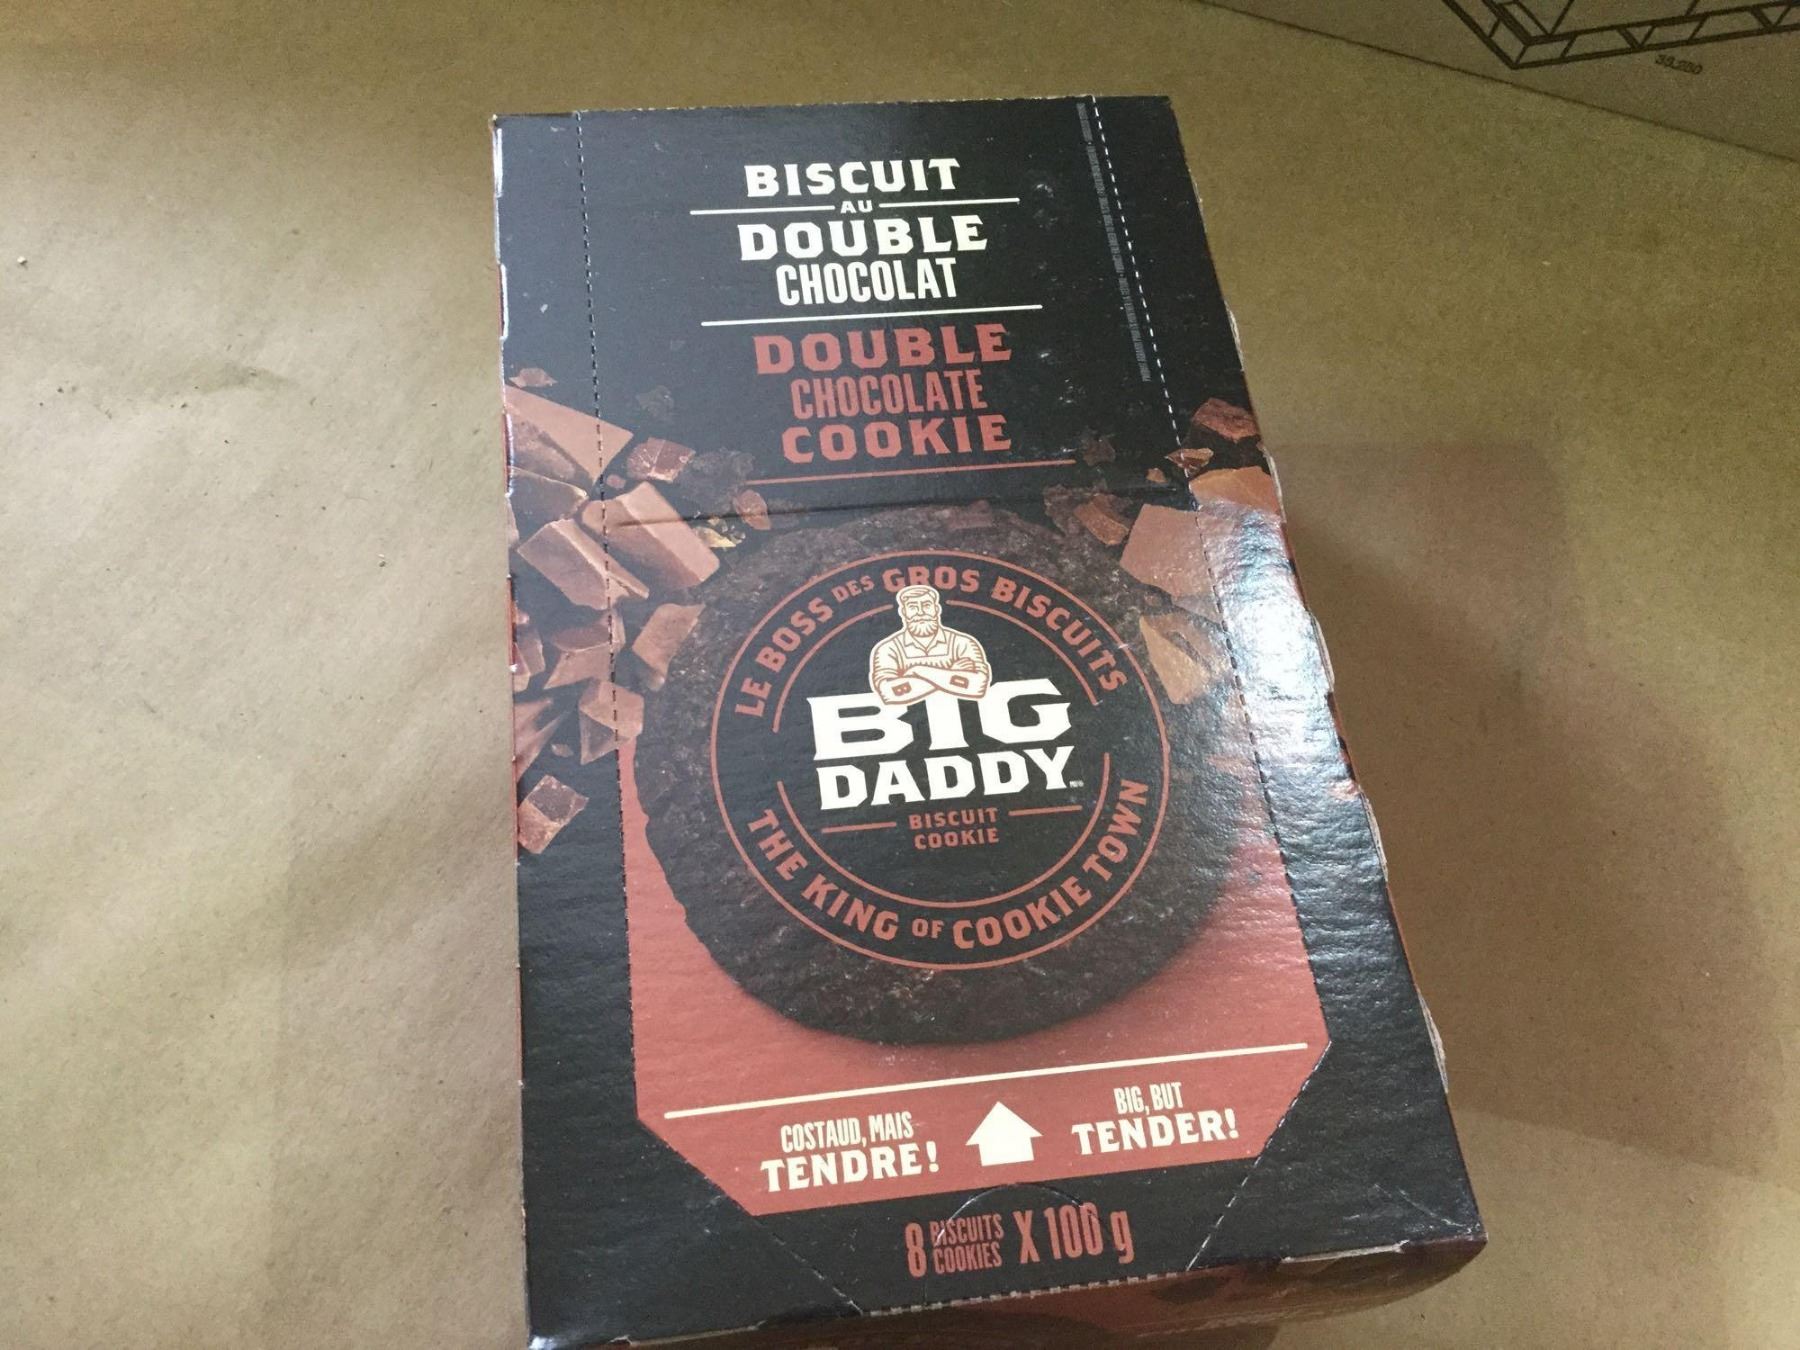 BISCUIT
AU
DOUBLE
CHOCOLAT
DOUBLE
CHOCOLATE
COOKIE
LE BOSS DES GROS BISCUITS
B D
BIG
DADDY
BISCUIT
COOKIE
THE KING OF COOKIE TOWN
COSTAUD, MAIS
TENDRE!
BIG, BUT
TENDER!
8 BISCUITS
COOKIES X 100 g